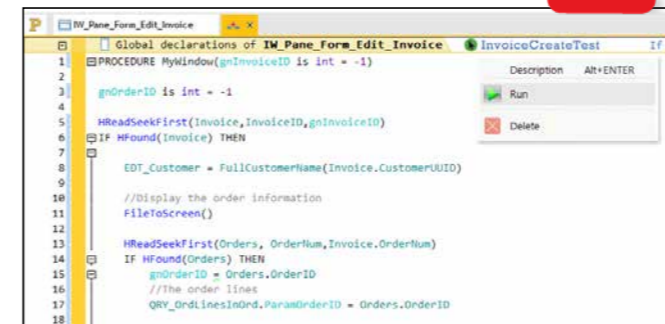 IW_Pane_Form_Edit_Invoice
Global declarations of IW_Pane_Form_Edit_Invoice InvoiceCreateTest If
1 PROCEDURE MyWindow(gnInvoiceID is int = -1)
2
3 gnOrderID is int = -1
4
5 HReadSeekFirst(Invoice,InvoiceID,gnInvoiceID)
6 IF HFound(Invoice) THEN
7
8 EDT_Customer = FullCustomerName(Invoice.CustomerUUID)
9
10 //Display the order information
11 FileToScreen()
12
13 HReadSeekFirst(Orders, OrderNum,Invoice.OrderNum)
14 IF HFound(Orders) THEN
15 gnOrderID = Orders.OrderID
16 //The order lines
17 QRY_OrdLinesInOrd.ParamOrderID = Orders.OrderID
18
Description Alt+ENTER
Run
Delete